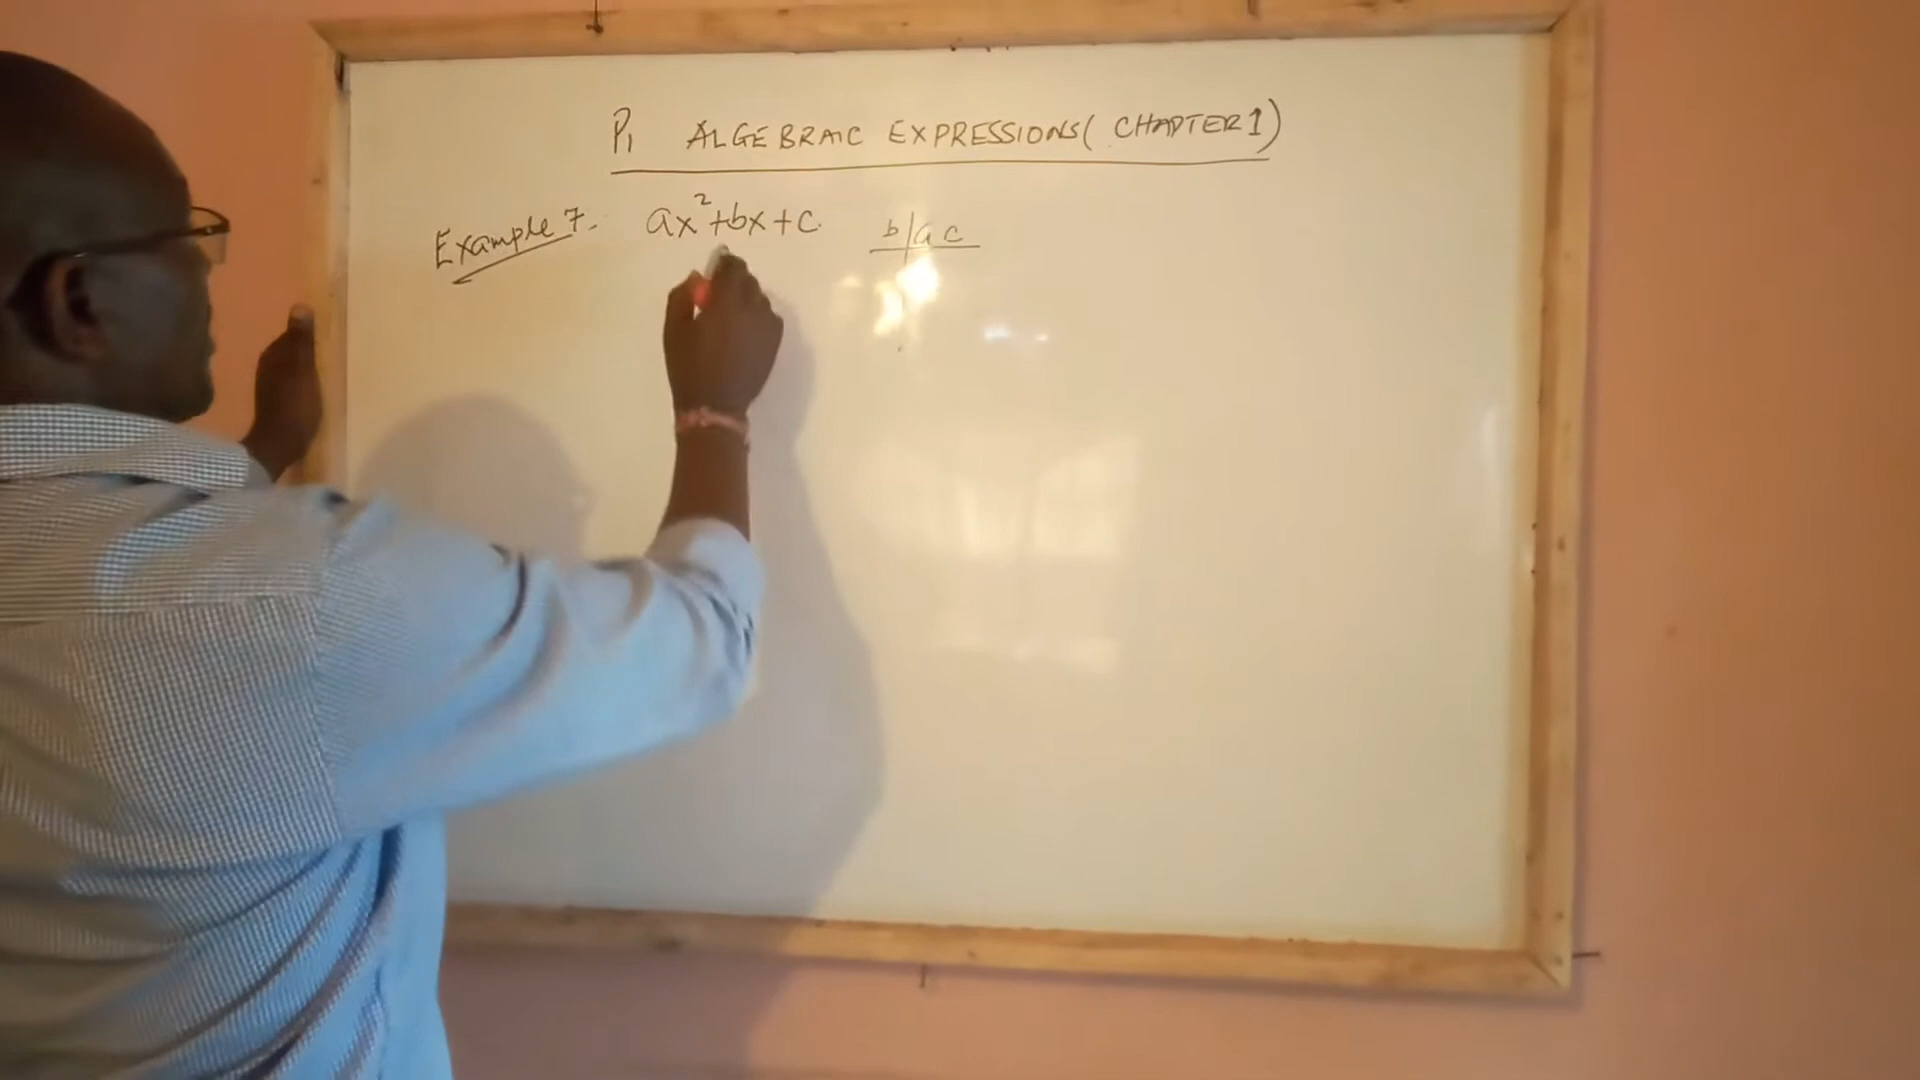 P₁ ALGEBRAIC EXPRESSIONS (CHAPTER 1)
Example 7. ax²+bx+c. b|a c